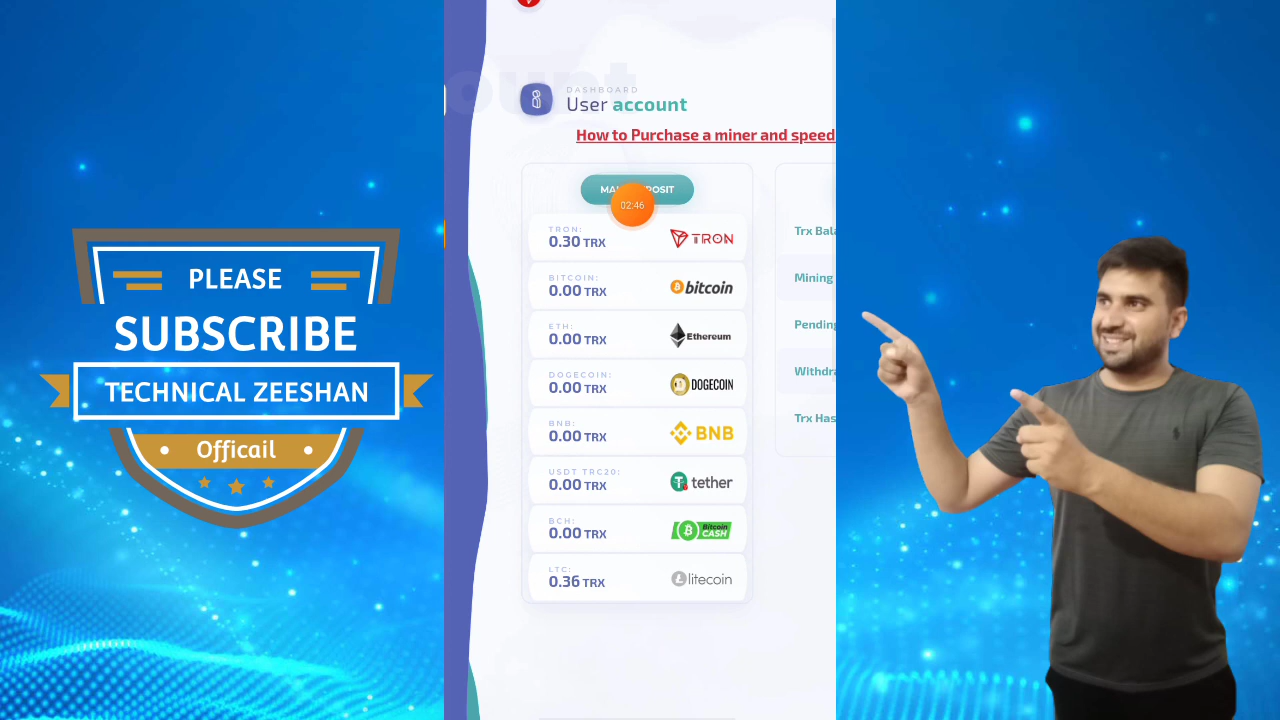 PLEASE
SUBSCRIBE
TECHNICAL ZEESHAN
Officail
ount
DASHBOARD
User account
How to Purchase a miner and speed
02:46
TRON:
0.30 TRX
TRON
BITCOIN:
0.00 TRX
bitcoin
ETH:
0.00 TRX
Ethereum
DOGECOIN:
0.00 TRX
DOGECOIN
BNB:
0.00 TRX
BNB
USDT TRC20:
0.00 TRX
tether
BCH:
0.00 TRX
Bitcoin
CASH
LTC:
0.36 TRX
litecoin
Trx Bala
Mining
Pending
Withdra
Trx Has